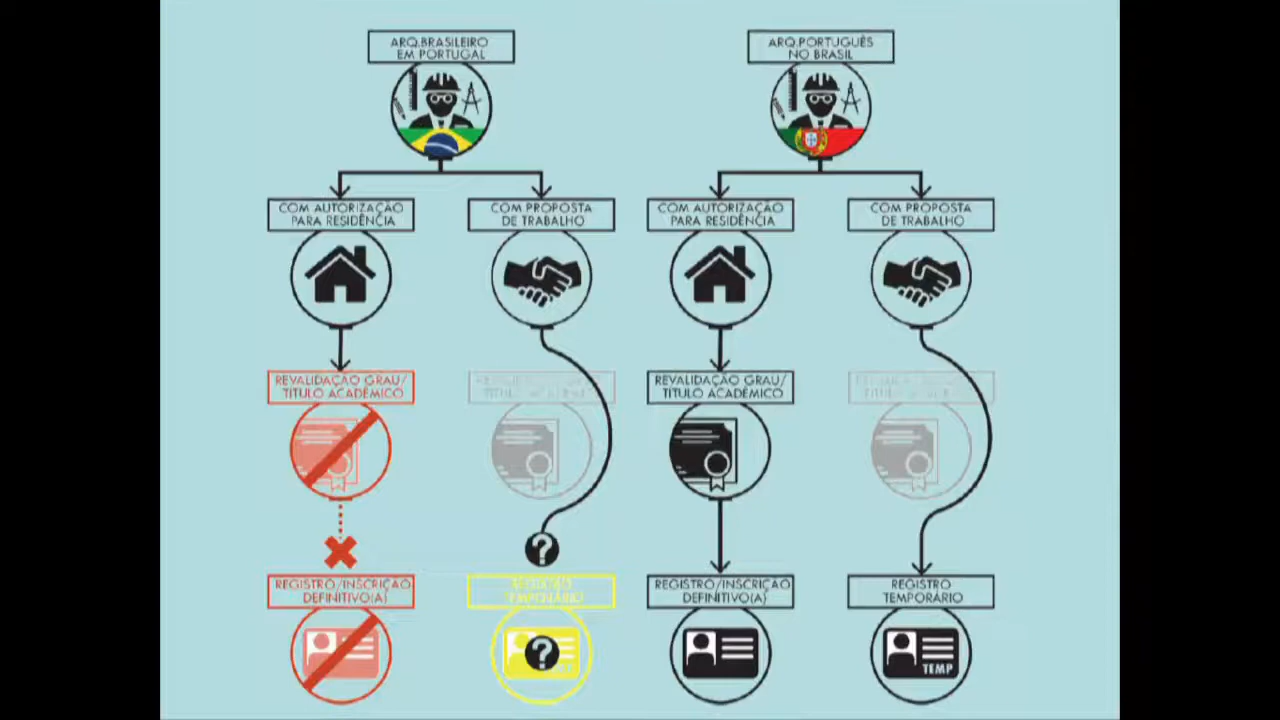 ARQ.BRASILEIRO
EM PORTUGAL
ARQ.PORTUGUÊS
NO BRASIL
COM AUTORIZAÇÃO
PARA RESIDÊNCIA
COM PROPOSTA
DE TRABALHO
COM AUTORIZAÇÃO
PARA RESIDÊNCIA
COM PROPOSTA
DE TRABALHO
REVALIDAÇÃO GRAU/
TÍTULO ACADÊMICO
REVALIDAÇÃO GRAU/
TÍTULO ACADÊMICO
?
REGISTRO/INSCRIÇÃO
DEFINITIVO(A)
TEMPORÁRIO
REGISTRO/INSCRIÇÃO
DEFINITIVO(A)
REGISTRO
TEMPORÁRIO
?
TEMP